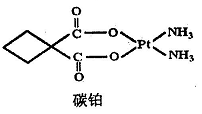 O
C — O
NH₃
Pt
NH₃
C — O
O
碳铂